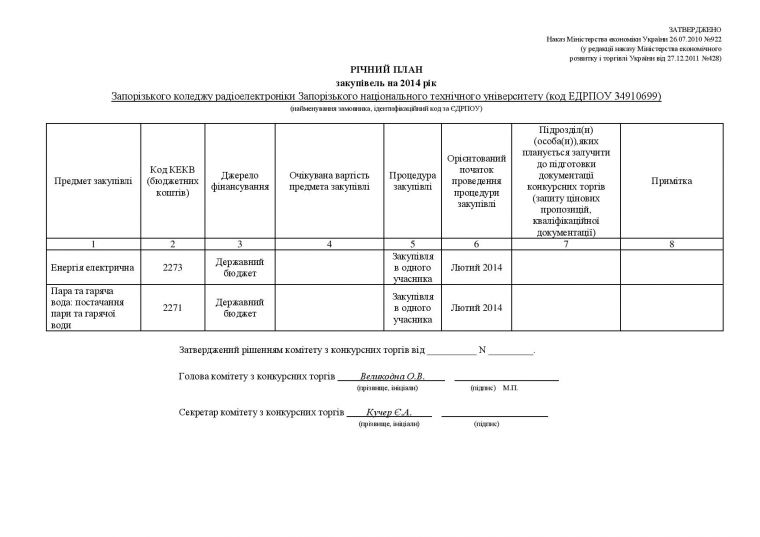 ЗАТВЕРДЖЕНО
Наказ Міністерства економіки України 26.07.2010 №922
(у редакції наказу Міністерства економічного
розвитку і торгівлі України від 27.12.2011 №428)
РІЧНИЙ ПЛАН
закупівель на 2014 рік
Запорізького коледжу радіоелектроніки Запорізького національного технічного університету (код ЕДРПОУ 34910699)
(найменування замовника, ідентифікаційний код за ЄДРПОУ)
Предмет закупівлі
Код КЕКВ
(бюджетних
коштів)
Джерело
фінансування
Очікувана вартість
предмета закупівлі
Процедура
закупівлі
Орієнтований
початок
проведення
процедури
закупівлі
Підрозділ(и)
(особа(и)),яких
планується залучити
до підготовки
документації
конкурсних торгів
(запиту цінових
пропозицій,
кваліфікаційної
документації)
Примітка
1 2 3 4 5 6 7 8
Енергія електрична
2273
Державний
бюджет
Закупівля
в одного
учасника
Лютий 2014
Пара та гаряча
вода: постачання
пари та гарячої
води
2271
Державний
бюджет
Закупівля
в одного
учасника
Лютий 2014
Затверджений рішенням комітету з конкурсних торгів від ___________ N __________.
Голова комітету з конкурсних торгів Великодна О.В.
(прізвище, ініціали) (підпис) М.П.
Секретар комітету з конкурсних торгів Кучер Є.А.
(прізвище, ініціали) (підпис)